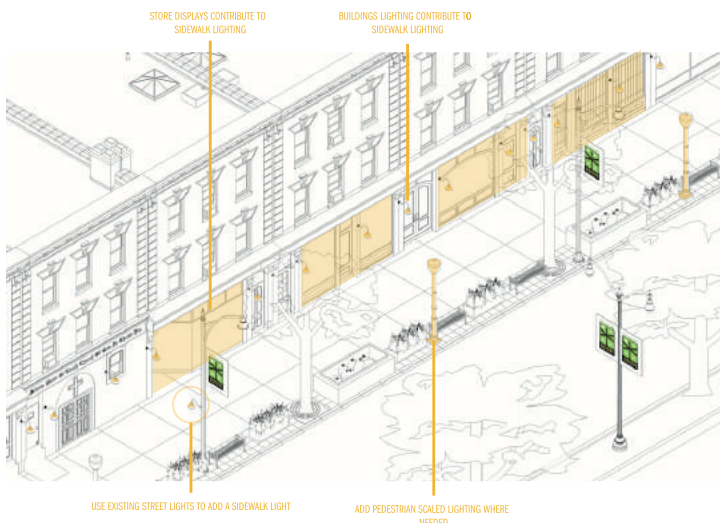 STORE DISPLAYS CONTRIBUTE TO
SIDEWALK LIGHTING
BUILDINGS LIGHTING CONTRIBUTE TO
SIDEWALK LIGHTING
USE EXISTING STREET LIGHTS TO ADD A SIDEWALK LIGHT
ADD PEDESTRIAN SCALED LIGHTING WHERE
NEEDED